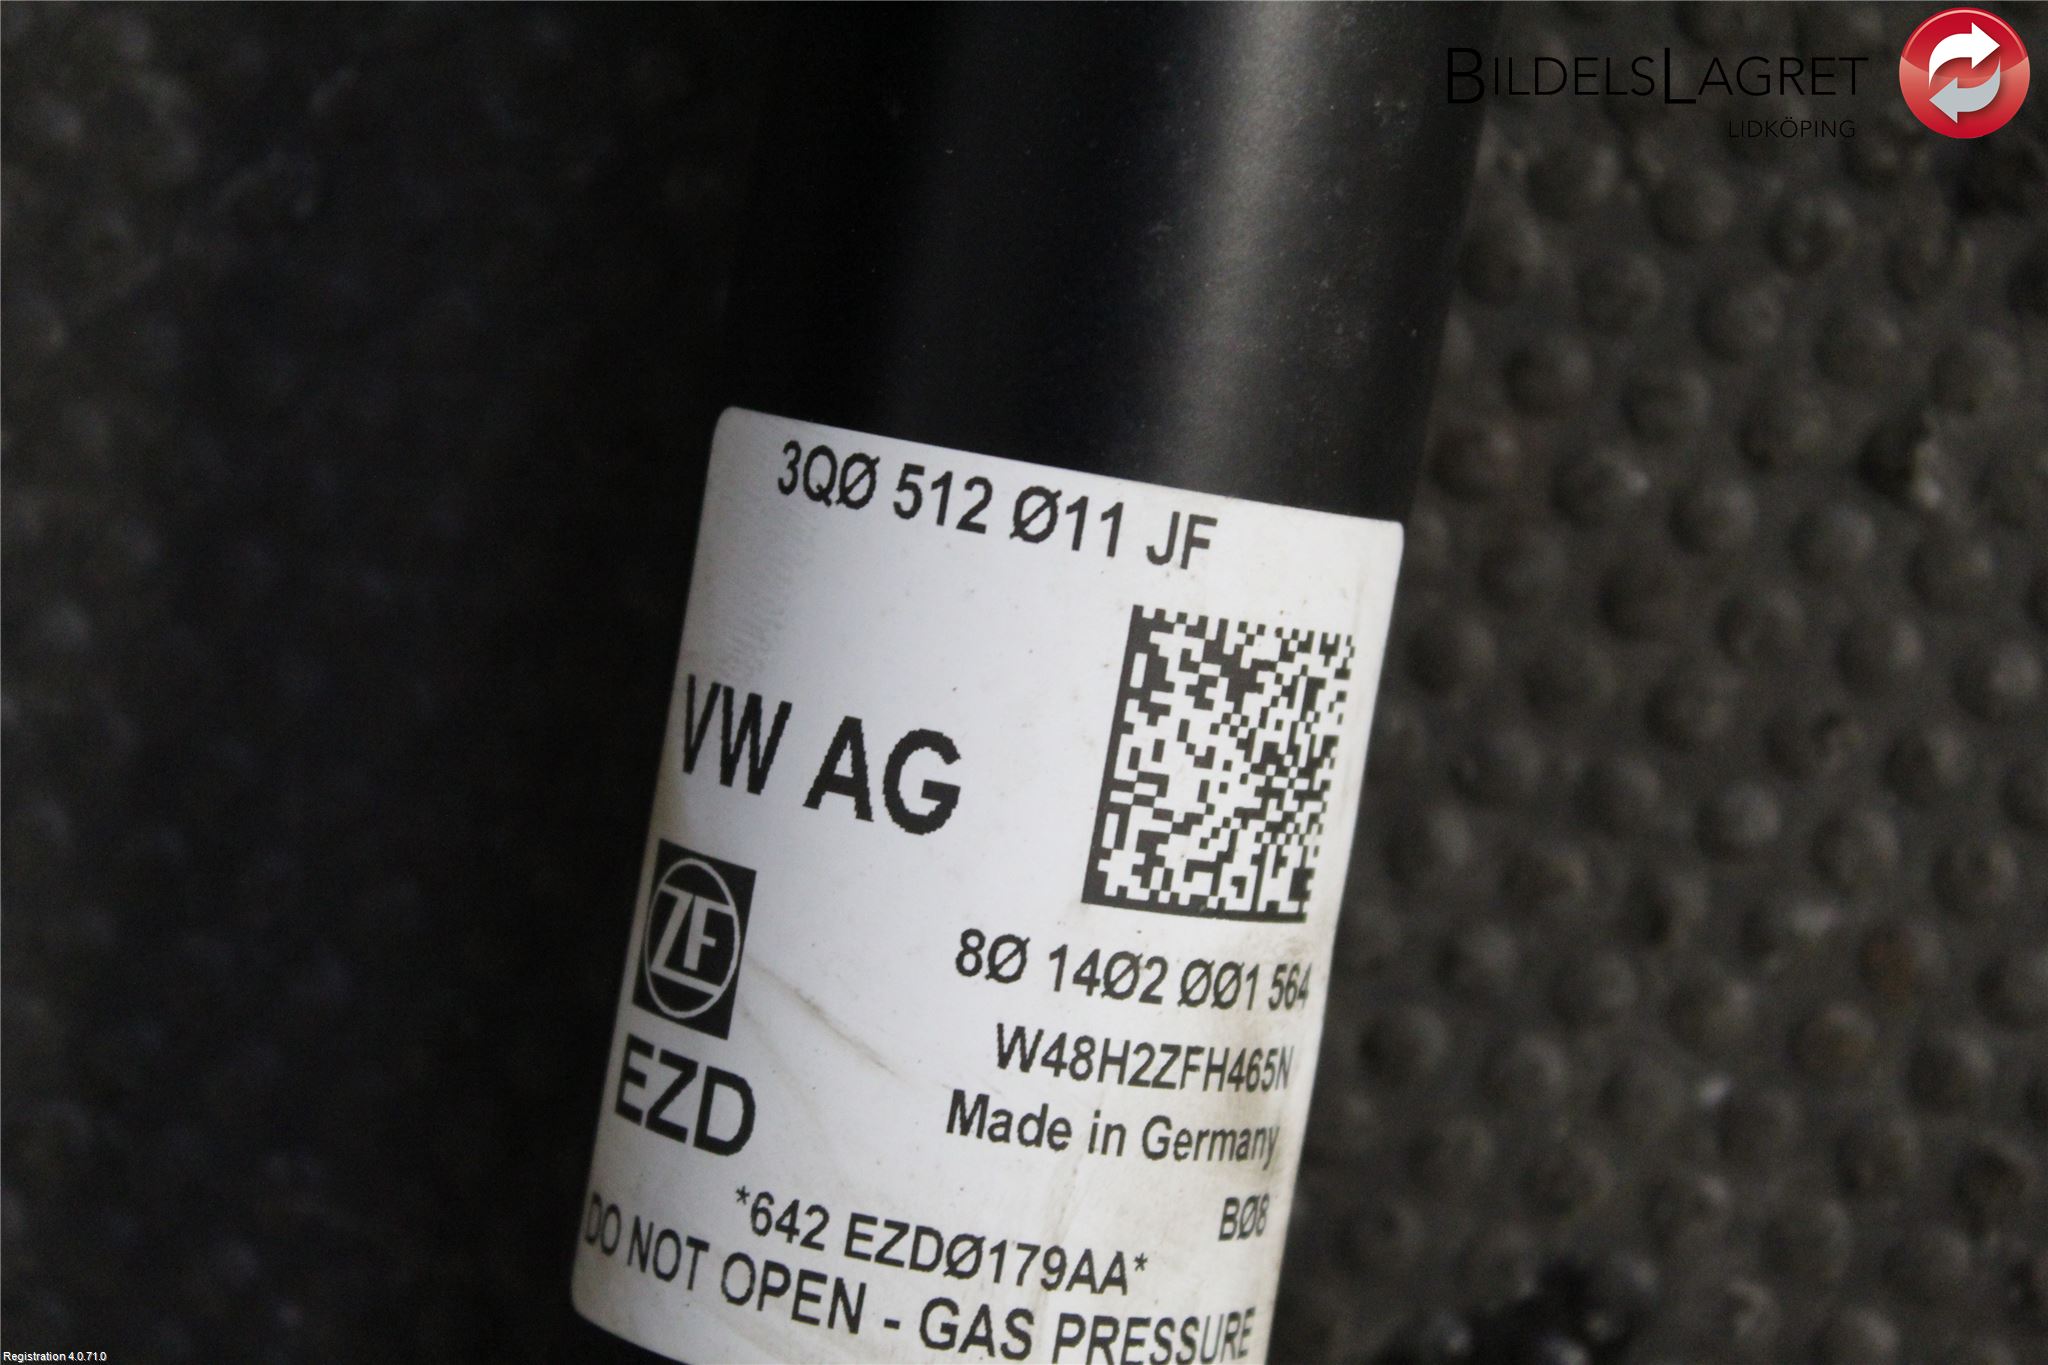 BILDELSLAGRET
LIDKÖPING
3QØ 512 Ø11 JF
VW AG
ZF
8Ø 14Ø2 ØØ1 564
W48H2ZFH465N
EZD
Made in Germany
BØ8
*642 EZDØ179AA*
DO NOT OPEN - GAS PRESSURE
Registration 4.0.71.0